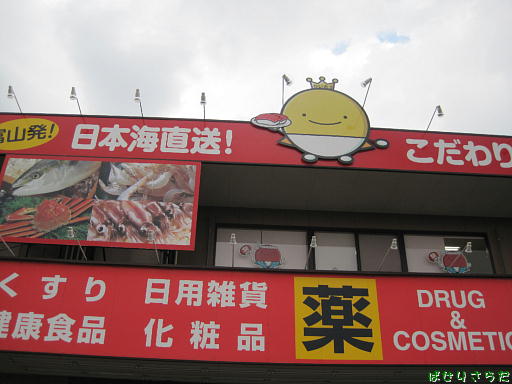 富山発!
日本海直送!
こだわり
くすり 日用雑貨
健康食品 化粧品
薬
DRUG
&
COSMETIC
ばなりさらだ